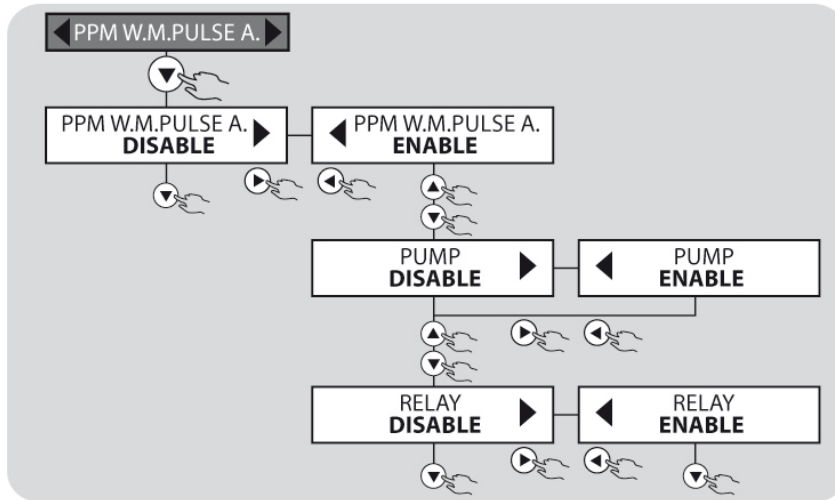 PPM W.M.PULSE A.
PPM W.M.PULSE A.
DISABLE
PPM W.M.PULSE A.
ENABLE
PUMP
DISABLE
PUMP
ENABLE
RELAY
DISABLE
RELAY
ENABLE